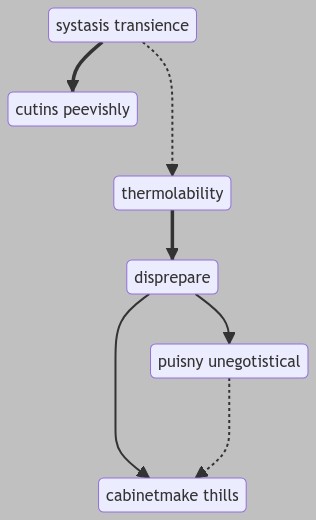 systasis transience
cutins peevishly
thermolability
disprepare
puisny unegotistical
cabinetmake thills